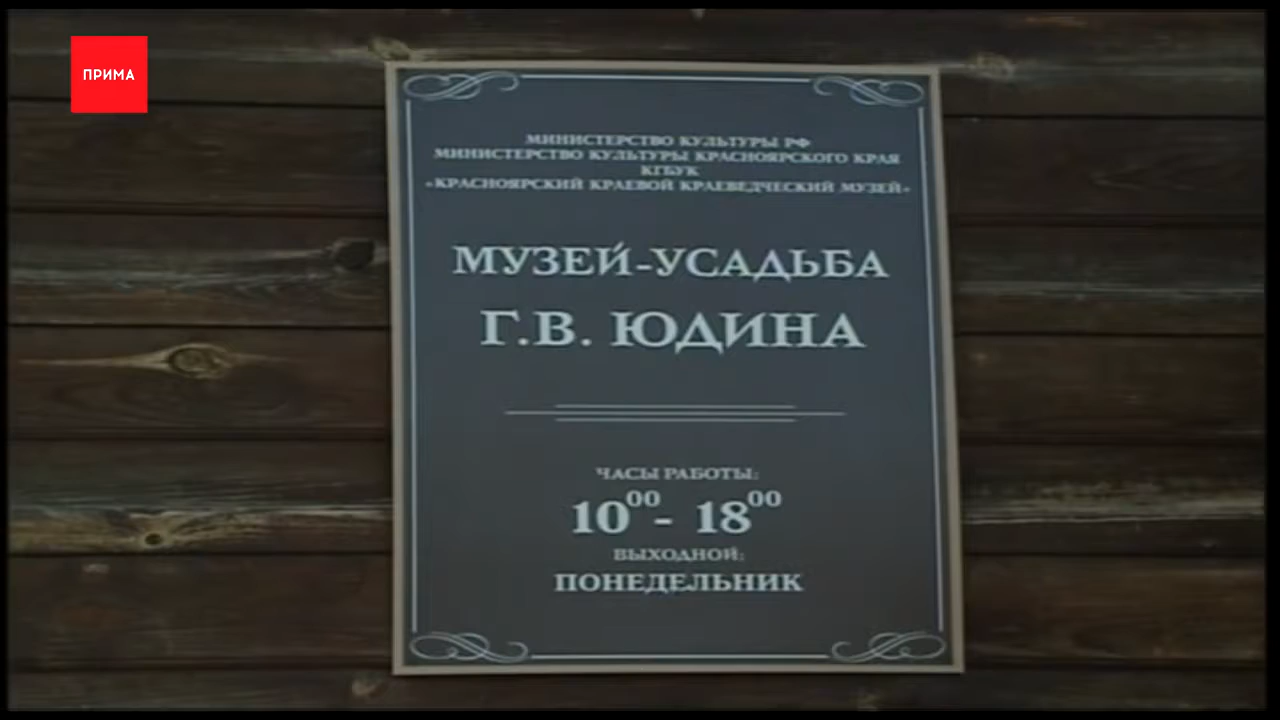 ПРИМА
МИНИСТЕРСТВО КУЛЬТУРЫ РФ
МИНИСТЕРСТВО КУЛЬТУРЫ КРАСНОЯРСКОГО КРАЯ
КГБУК
«КРАСНОЯРСКИЙ КРАЕВОЙ КРАЕВЕДЧЕСКИЙ МУЗЕЙ»
МУЗЕЙ-УСАДЬБА
Г.В. ЮДИНА
ЧАСЫ РАБОТЫ:
10⁰⁰- 18⁰⁰
ВЫХОДНОЙ:
ПОНЕДЕЛЬНИК